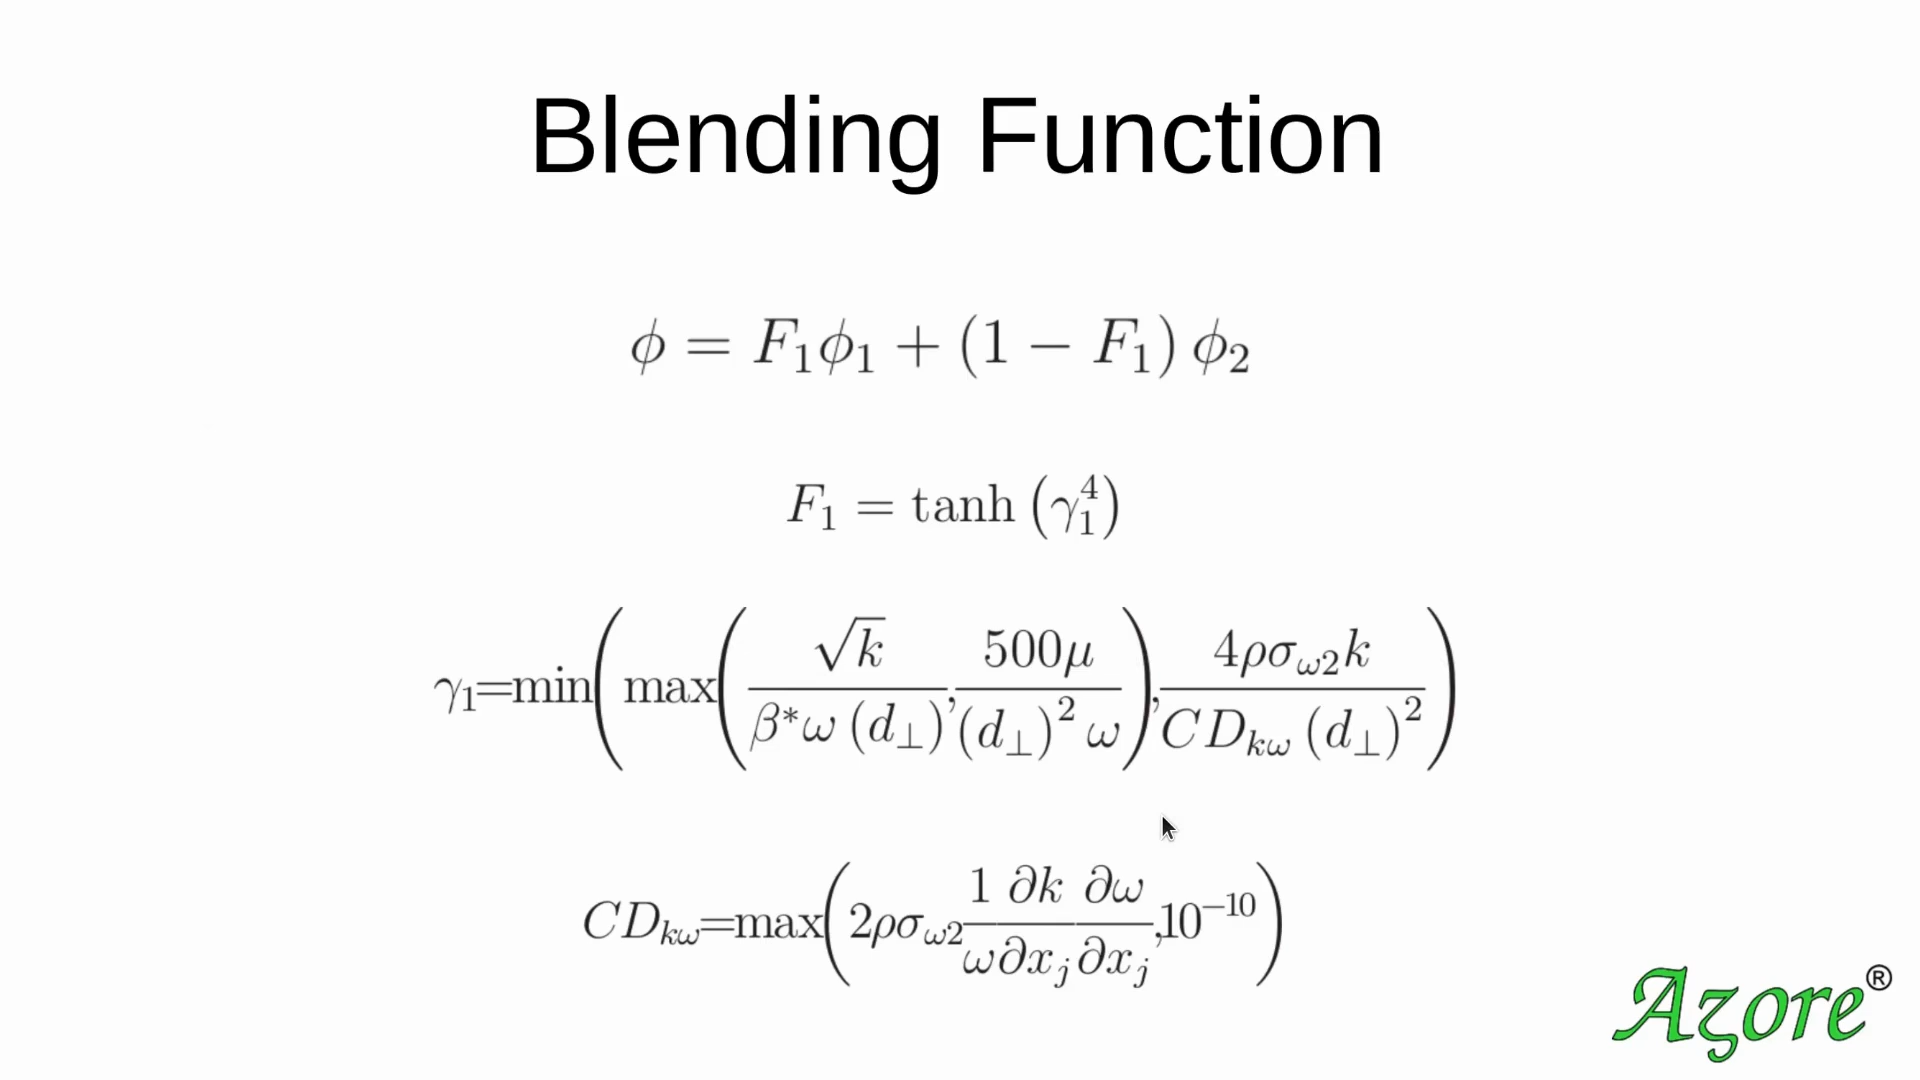 Blending Function
ϕ = F₁ϕ₁ + (1 − F₁) ϕ₂
F₁ = tanh (γ₁⁴)
γ₁=min( max( √k / β*ω (d⊥) , 500μ / (d⊥)² ω ) , 4ρσω₂k / CDkω (d⊥)² )
CDkω=max( 2ρσω₂ 1/ω ∂k/∂xⱼ ∂ω/∂xⱼ , 10⁻¹⁰ )
Azore®